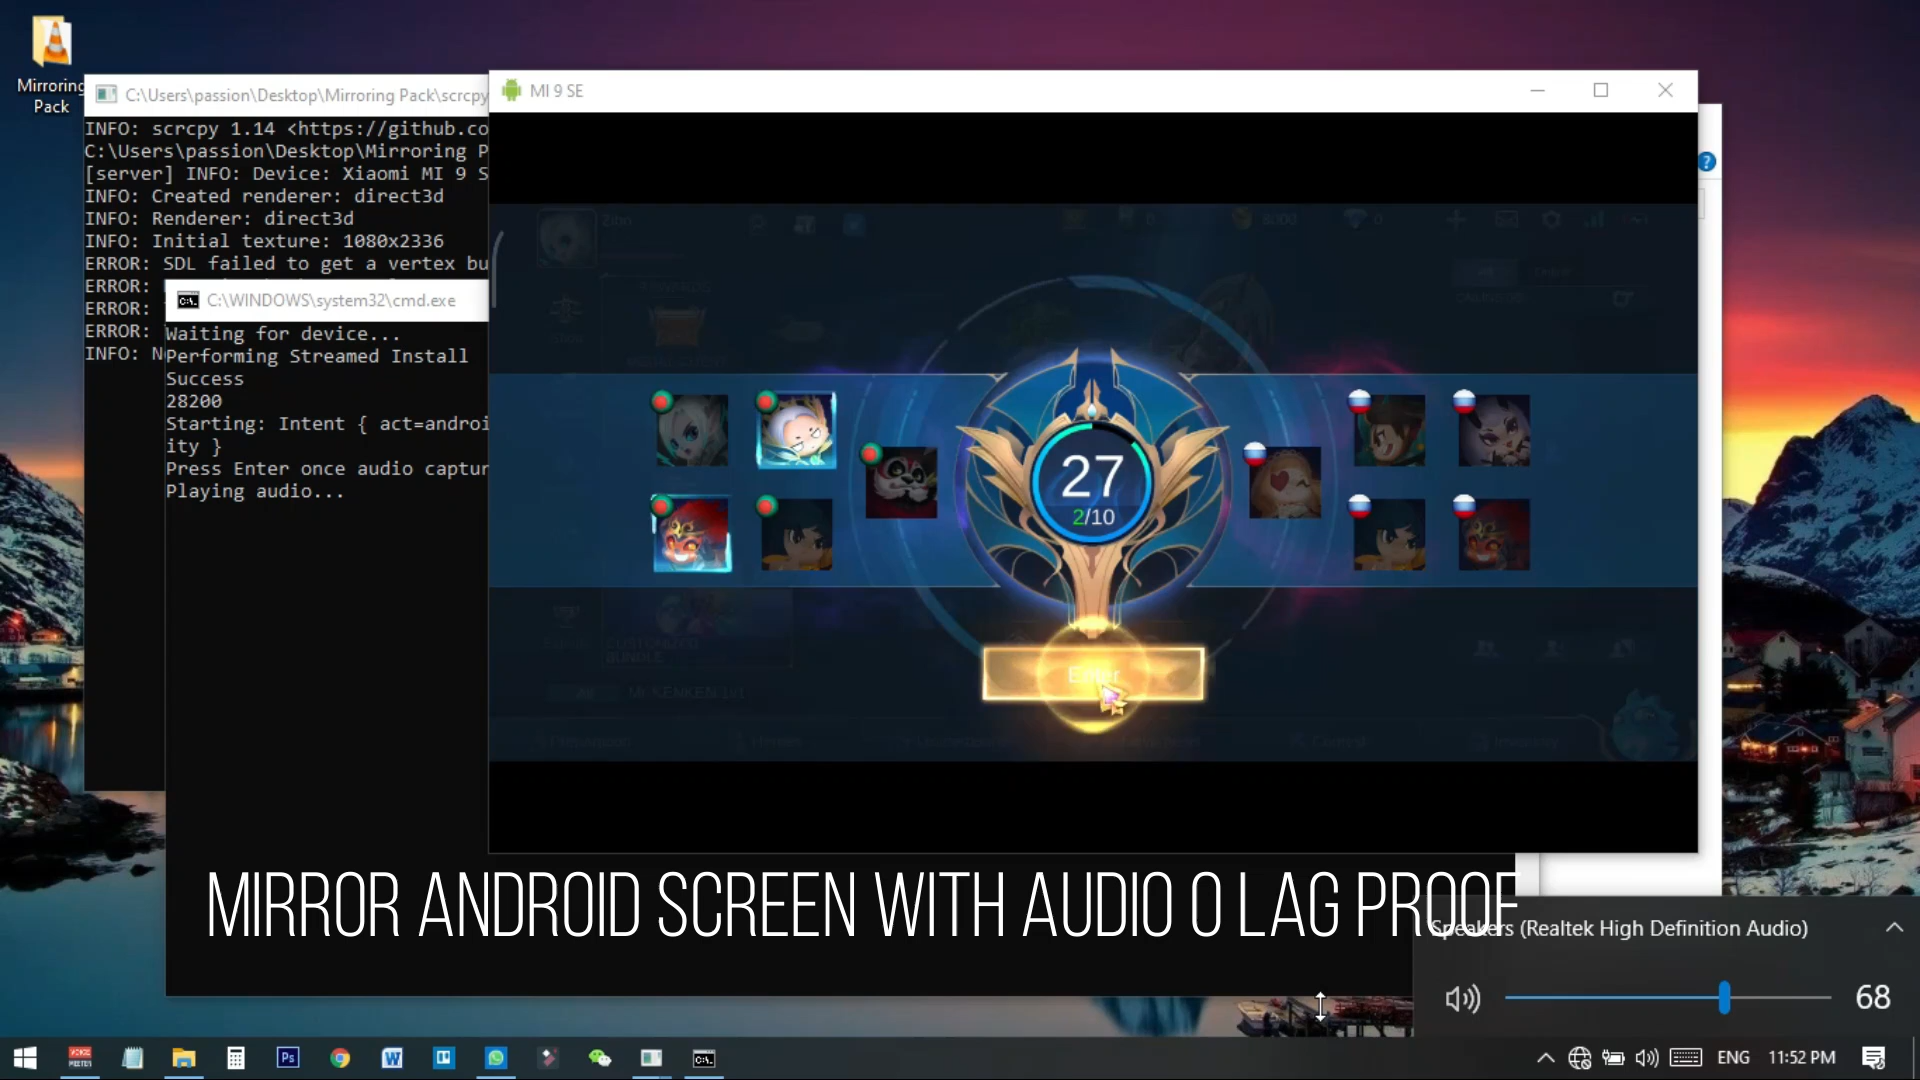 Mirroring
Pack
C:\Users\passion\Desktop\Mirroring Pack\scrcpy
INFO: scrcpy 1.14 <https://github.co
C:\Users\passion\Desktop\Mirroring P
[server] INFO: Device: Xiaomi MI 9 S
INFO: Created renderer: direct3d
INFO: Renderer: direct3d
INFO: Initial texture: 1080x2336
ERROR: SDL failed to get a vertex bu
ERROR:
ERROR:
ERROR:
INFO: N
C:\WINDOWS\system32\cmd.exe
Waiting for device...
Performing Streamed Install
Success
28200
Starting: Intent { act=androi
ity }
Press Enter once audio captur
Playing audio...
MI 9 SE
27
2/10
Enter
MIRROR ANDROID SCREEN WITH AUDIO 0 LAG PROOF
Speakers (Realtek High Definition Audio)
68
Ps
ENG
11:52 PM